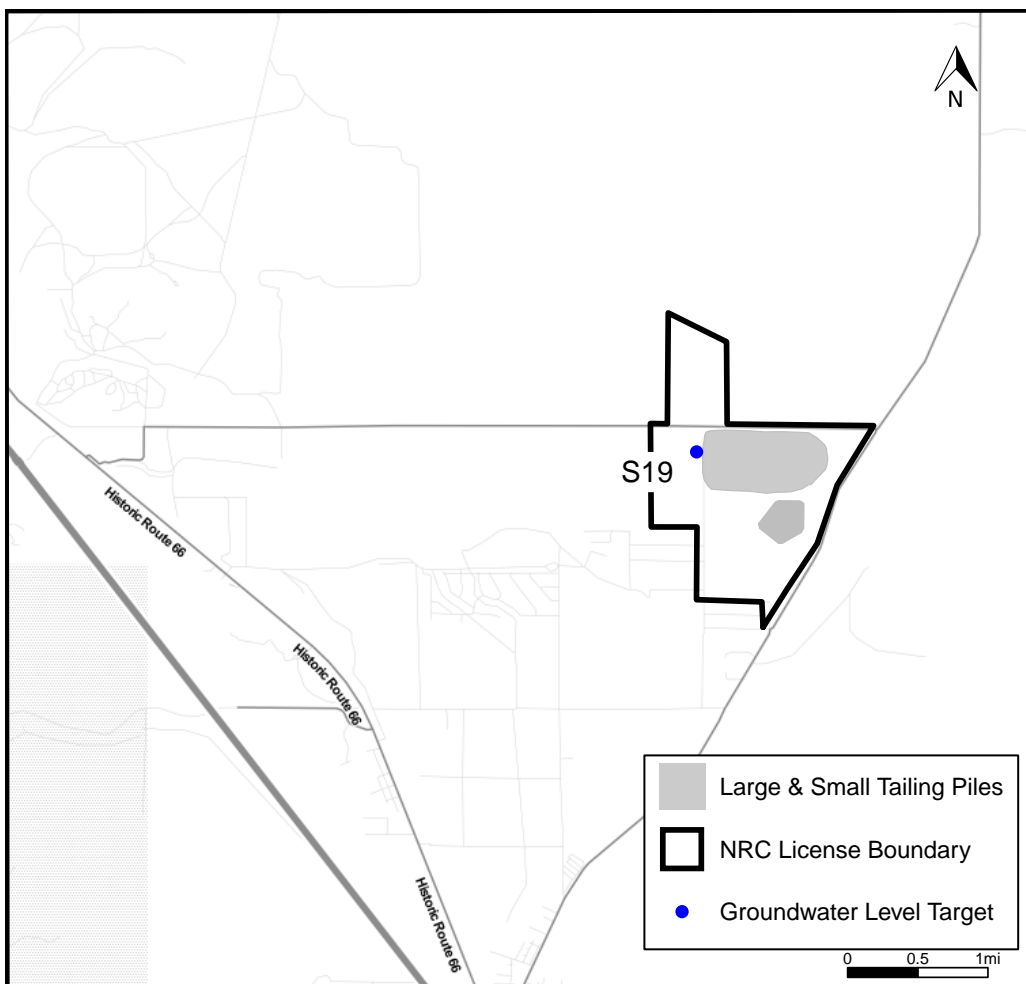 N
S19
Historic Route 66
Historic Route 66
Historic Route 66
Large & Small Tailing Piles
NRC License Boundary
Groundwater Level Target
0 0.5 1mi